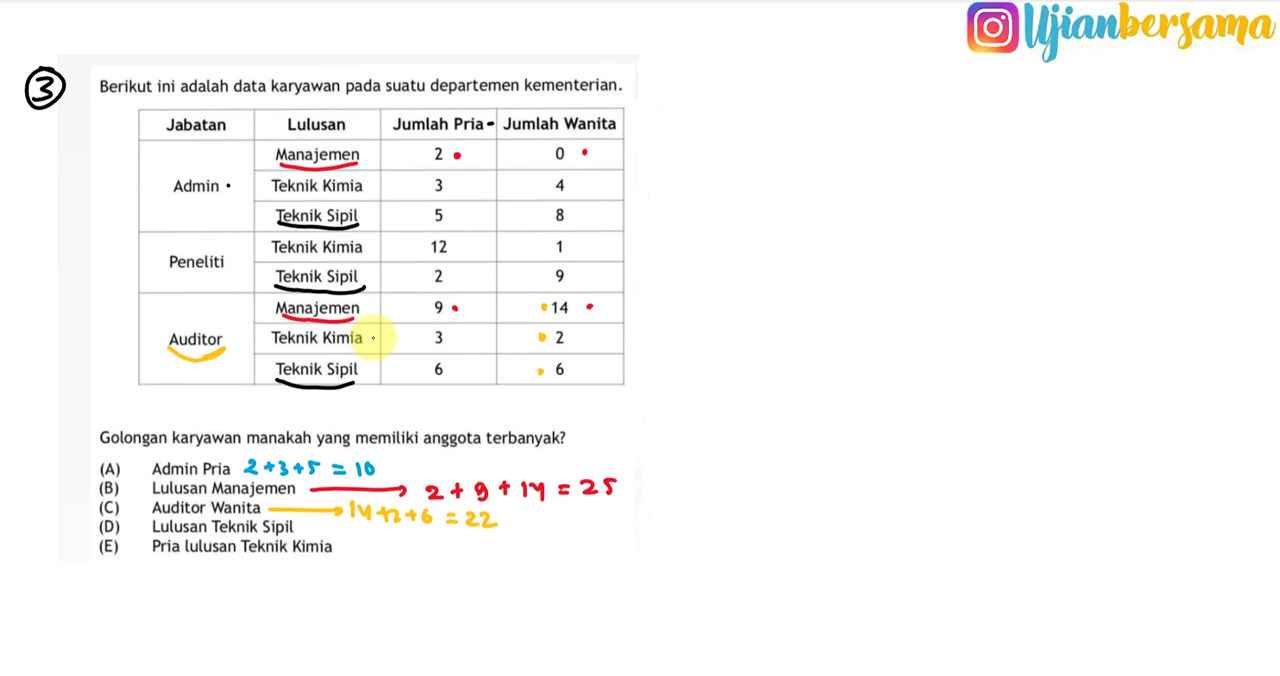 Ujianbersama
3
Berikut ini adalah data karyawan pada suatu departemen kementerian.
Jabatan Lulusan Jumlah Pria Jumlah Wanita
Manajemen 2 0
Admin Teknik Kimia 3 4
Teknik Sipil 5 8
Teknik Kimia 12 1
Peneliti
Teknik Sipil 2 9
Manajemen 9 14
Auditor Teknik Kimia 3 2
Teknik Sipil 6 6
Golongan karyawan manakah yang memiliki anggota terbanyak?
(A) Admin Pria 2+3+5 = 10
(B) Lulusan Manajemen → 2 + 9 + 14 = 25
(C) Auditor Wanita → 14+2+6 = 22
(D) Lulusan Teknik Sipil
(E) Pria lulusan Teknik Kimia